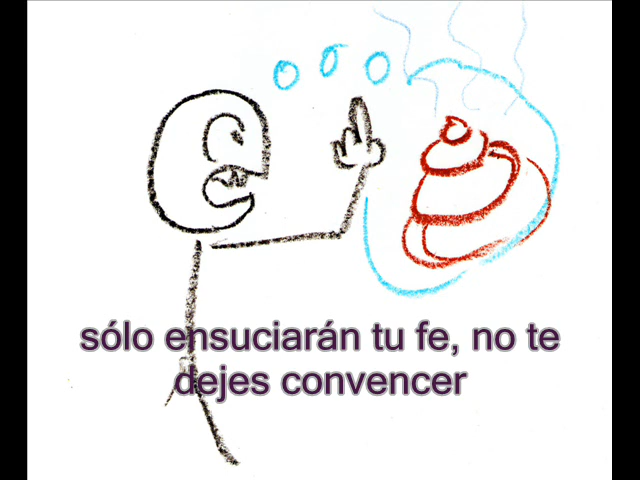 sólo ensuciarán tu fe, no te
dejes convencer